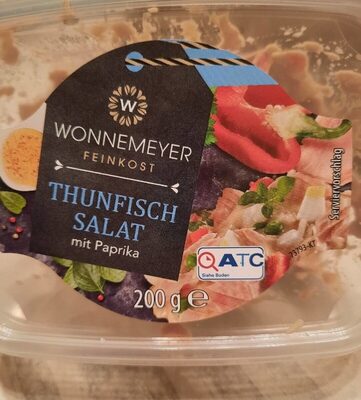 W
WONNEMEYER
FEINKOST
THUNFISCH
SALAT
mit Paprika
ATC
Siehe Boden
200 g e
Serviervorschlag